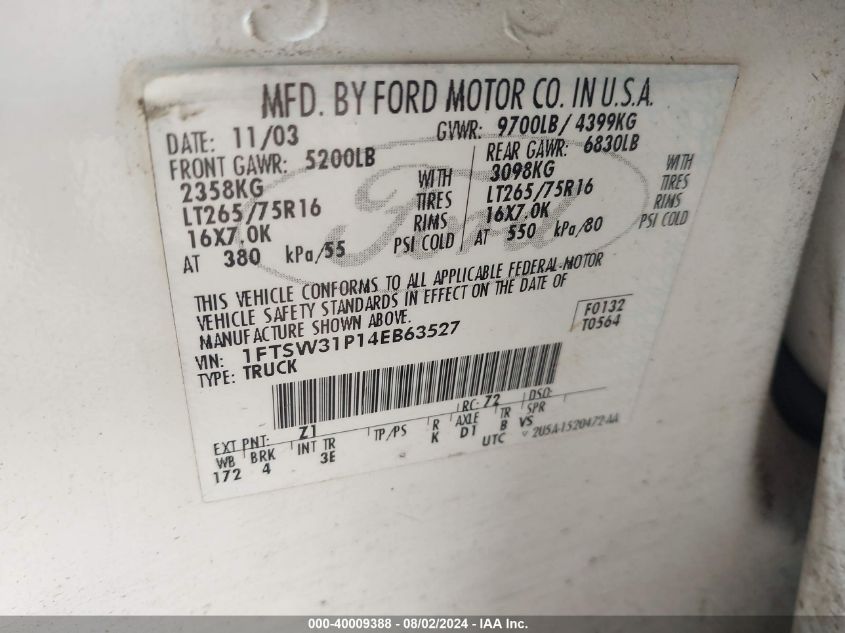 MFD. BY FORD MOTOR CO. IN U.S.A.
DATE: 11/03 GVWR: 9700LB/ 4399KG
FRONT GAWR: 5200LB REAR GAWR: 6830LB
2358KG WITH 3098KG WITH
LT265/75R16 TIRES LT265/75R16 TIRES
16X7.0K RIMS 16X7.0K RIMS
AT 380 kPa/55 PSI COLD AT 550 kPa/80 PSI COLD
Ford
THIS VEHICLE CONFORMS TO ALL APPLICABLE FEDERAL MOTOR
VEHICLE SAFETY STANDARDS IN EFFECT ON THE DATE OF
MANUFACTURE SHOWN ABOVE.
F0132
T0564
VIN: 1FTSW31P14EB63527
TYPE: TRUCK
EXT PNT: Z1 RC: 72 DSO:
WB BRK INT TR TP/PS R AXLE TR SPR
172 4 3E K D1 B VS
UTC ▽ 2U5A-1520472-AA
000-40009388 - 08/02/2024 - IAA Inc.